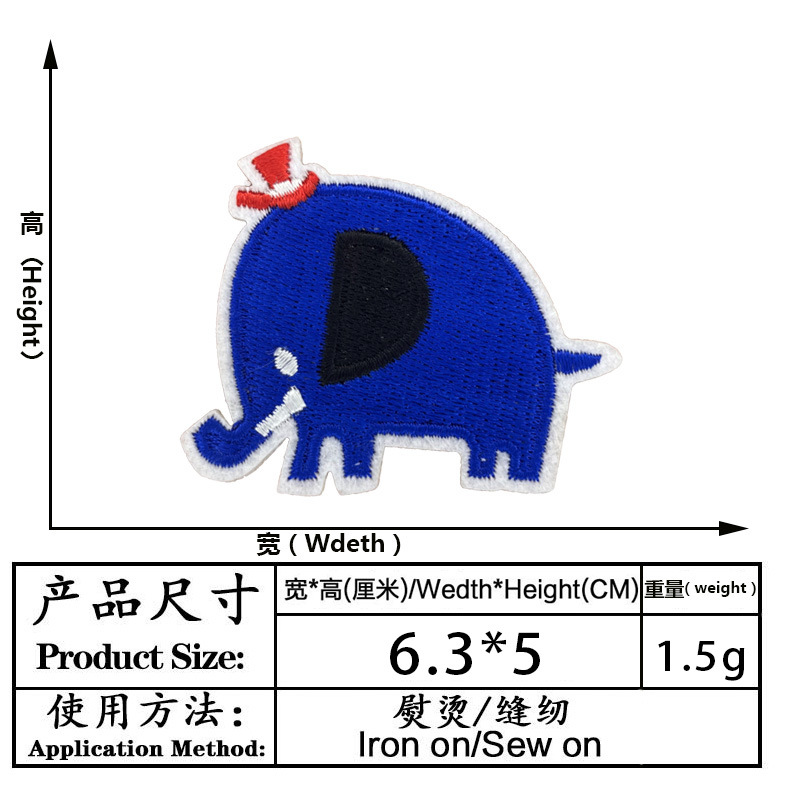 高（Height）
宽（Wdeth）
产品尺寸
Product Size:
宽*高(厘米)/Wedth*Height(CM)
重量( weight )
6.3*5
1.5g
使用方法：
Application Method:
熨烫/缝纫
Iron on/Sew on